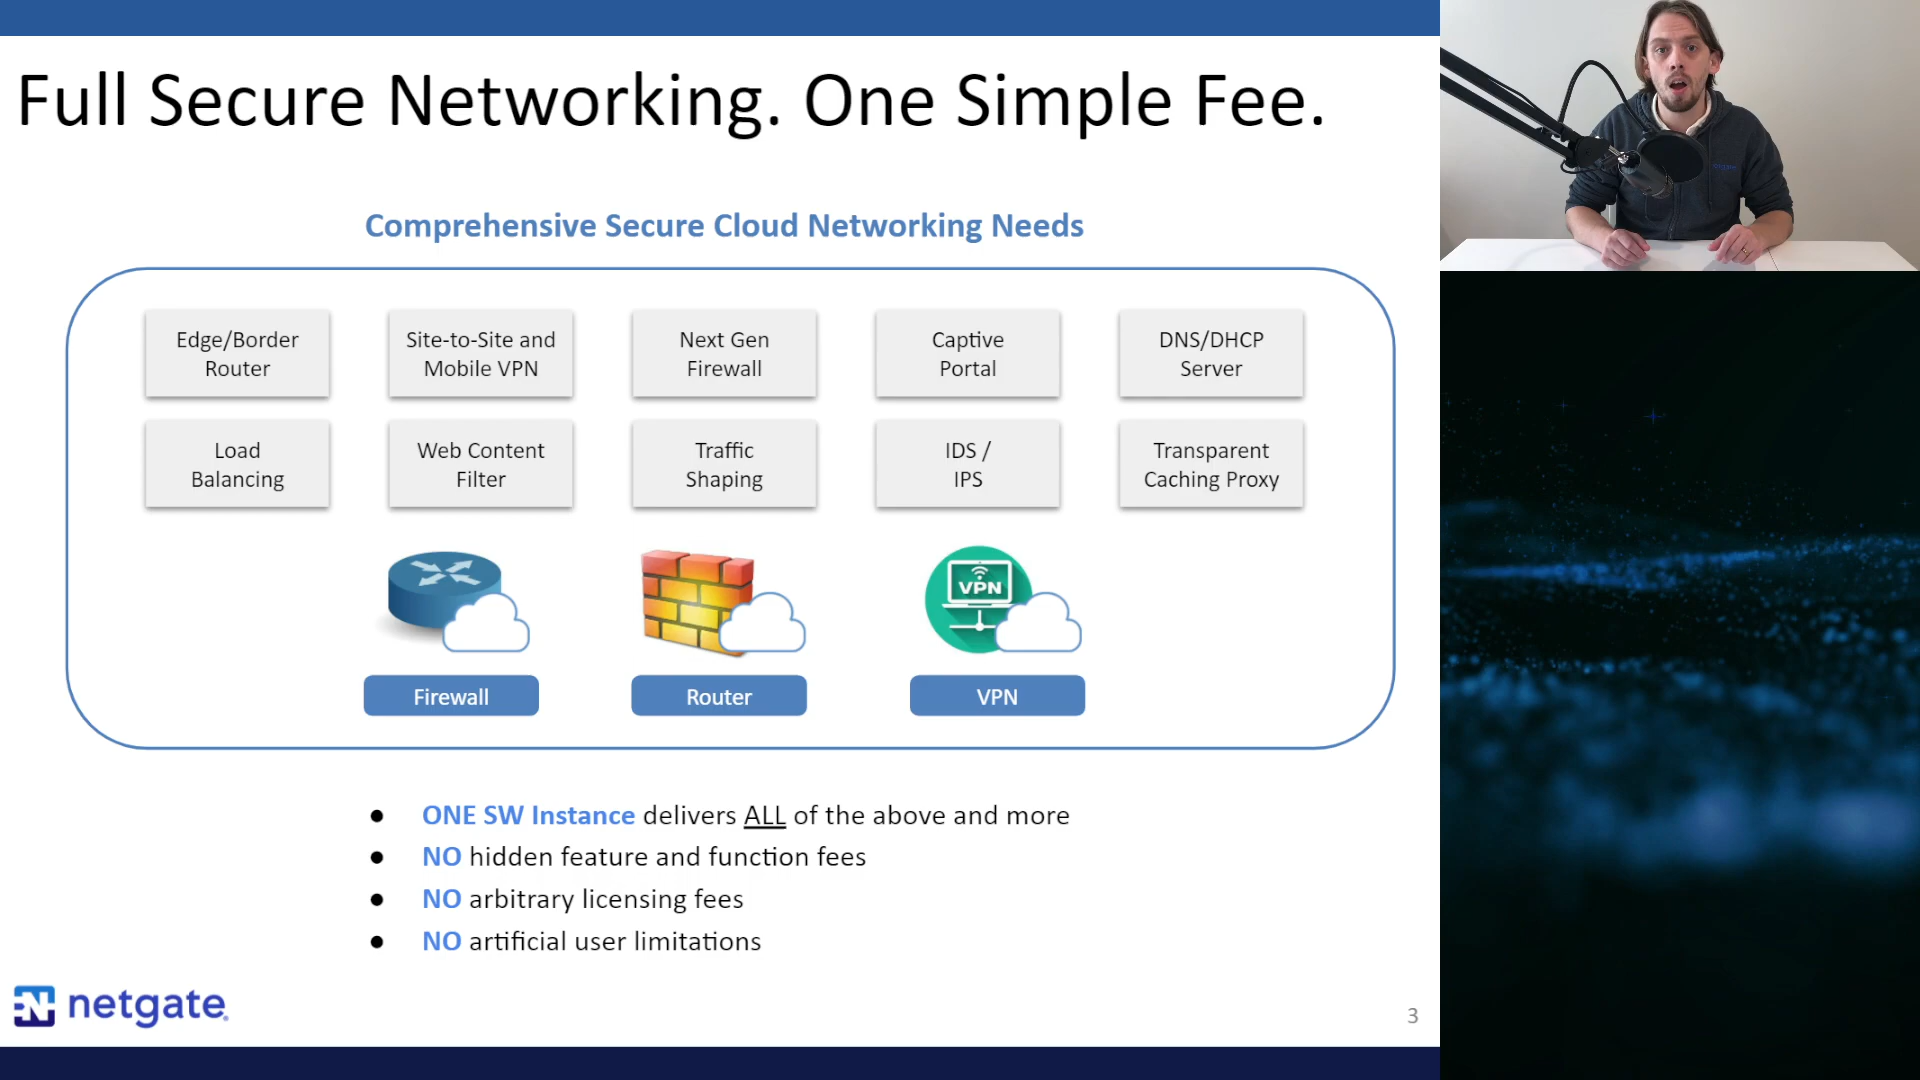 Full Secure Networking. One Simple Fee.
Comprehensive Secure Cloud Networking Needs
Edge/Border
Router
Site-to-Site and
Mobile VPN
Next Gen
Firewall
Captive
Portal
DNS/DHCP
Server
Load
Balancing
Web Content
Filter
Traffic
Shaping
IDS /
IPS
Transparent
Caching Proxy
VPN
Firewall
Router
VPN
● ONE SW Instance delivers ALL of the above and more
● NO hidden feature and function fees
● NO arbitrary licensing fees
● NO artificial user limitations
N netgate®
3